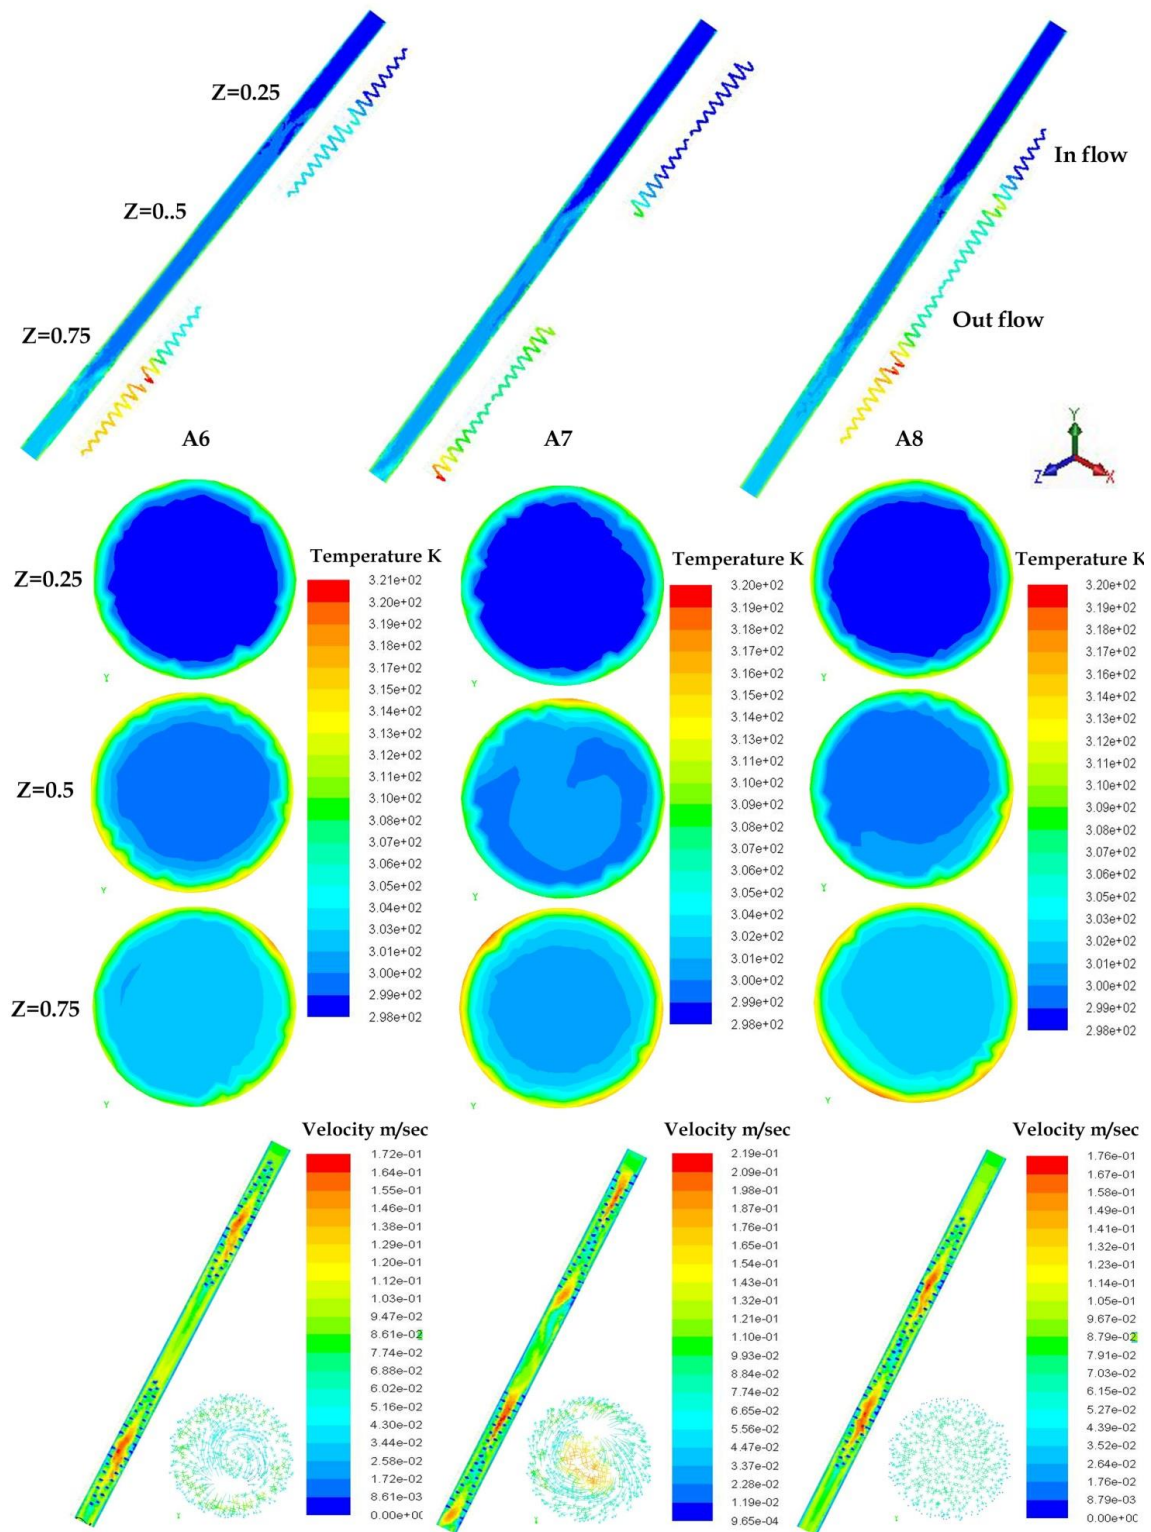 Z=0.25
In flow
Z=0..5
Out flow
Z=0.75
A6
A7
A8
Y
Z
X
Z=0.25
Temperature K
3.21e+02
3.20e+02
3.19e+02
3.18e+02
3.17e+02
3.15e+02
3.14e+02
3.13e+02
3.12e+02
3.11e+02
3.10e+02
3.08e+02
3.07e+02
3.06e+02
3.05e+02
3.04e+02
3.03e+02
3.01e+02
3.00e+02
2.99e+02
2.98e+02
Temperature K
3.20e+02
3.19e+02
3.18e+02
3.17e+02
3.16e+02
3.15e+02
3.14e+02
3.13e+02
3.11e+02
3.10e+02
3.09e+02
3.08e+02
3.07e+02
3.06e+02
3.05e+02
3.04e+02
3.02e+02
3.01e+02
3.00e+02
2.99e+02
2.98e+02
Temperature K
3.20e+02
3.19e+02
3.18e+02
3.17e+02
3.16e+02
3.14e+02
3.13e+02
3.12e+02
3.11e+02
3.10e+02
3.09e+02
3.08e+02
3.07e+02
3.06e+02
3.05e+02
3.03e+02
3.02e+02
3.01e+02
3.00e+02
2.99e+02
2.98e+02
Y
Y
Y
Z=0.5
Y
Y
Y
Z=0.75
Y
Y
Y
Velocity m/sec
1.72e-01
1.64e-01
1.55e-01
1.46e-01
1.38e-01
1.29e-01
1.20e-01
1.12e-01
1.03e-01
9.47e-02
8.61e-02
7.74e-02
6.88e-02
6.02e-02
5.16e-02
4.30e-02
3.44e-02
2.58e-02
1.72e-02
8.61e-03
0.00e+00
Velocity m/sec
2.19e-01
2.09e-01
1.98e-01
1.87e-01
1.76e-01
1.65e-01
1.54e-01
1.43e-01
1.32e-01
1.21e-01
1.10e-01
9.93e-02
8.84e-02
7.74e-02
6.65e-02
5.56e-02
4.47e-02
3.37e-02
2.28e-02
1.19e-02
9.65e-04
Velocity m/sec
1.76e-01
1.67e-01
1.58e-01
1.49e-01
1.41e-01
1.32e-01
1.23e-01
1.14e-01
1.05e-01
9.67e-02
8.79e-02
7.91e-02
7.03e-02
6.15e-02
5.27e-02
4.39e-02
3.52e-02
2.64e-02
1.76e-02
8.79e-03
0.00e+00